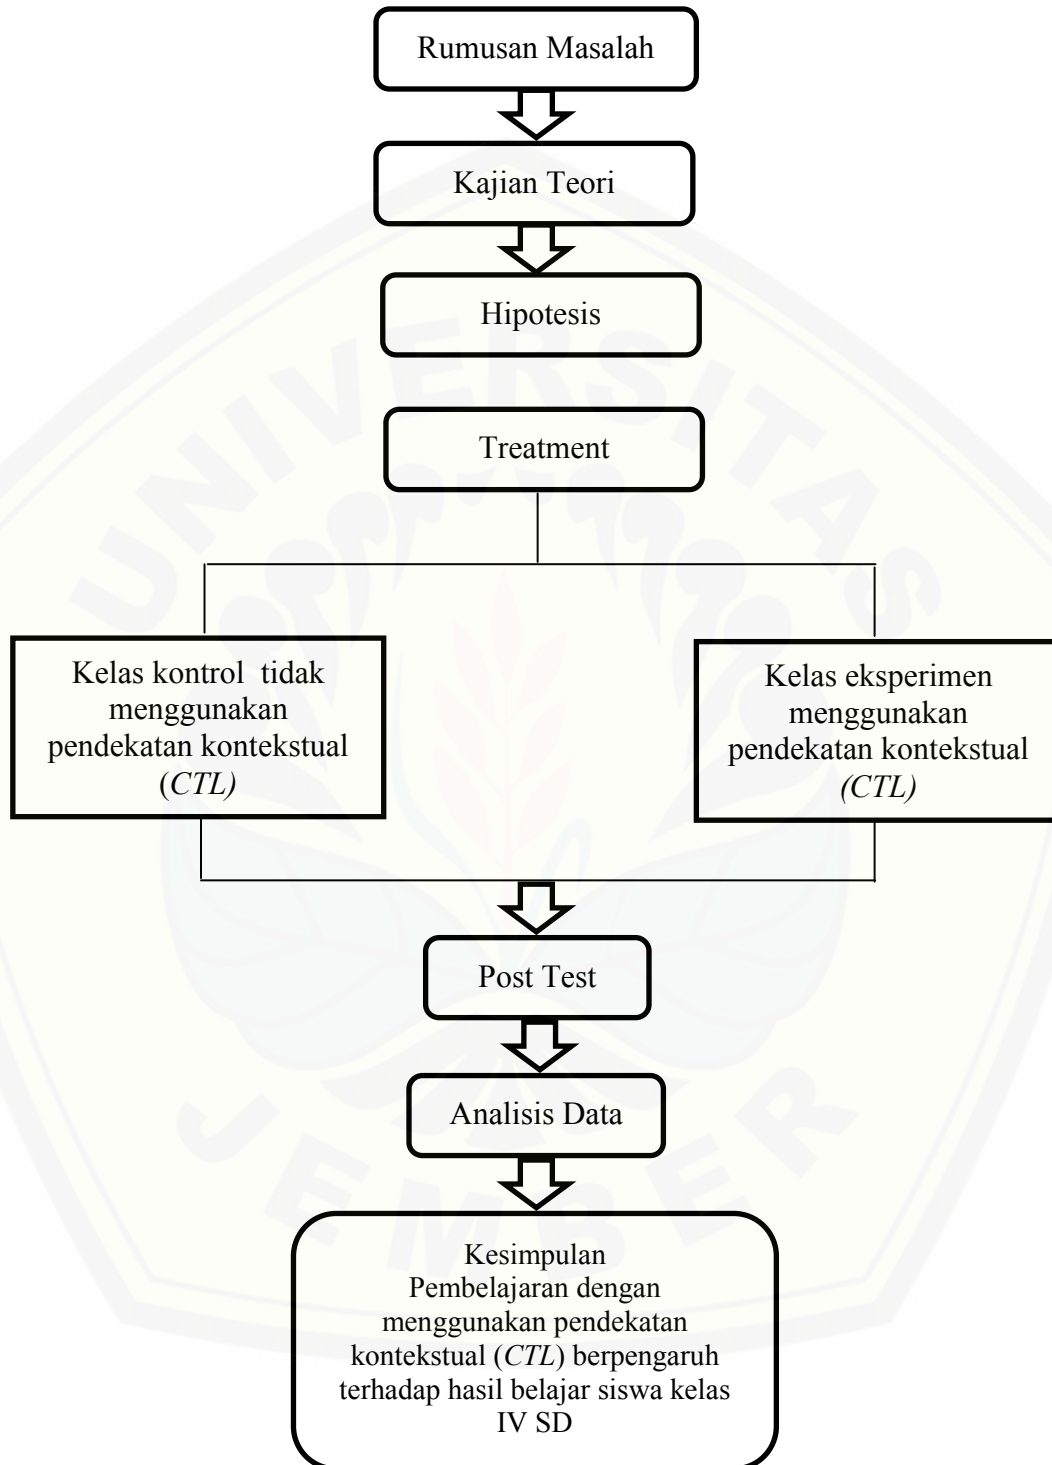 Rumusan Masalah
Kajian Teori
Hipotesis
Treatment
Kelas kontrol  tidak
menggunakan
pendekatan kontekstual
(CTL)
Kelas eksperimen
menggunakan
pendekatan kontekstual
(CTL)
Post Test
Analisis Data
Kesimpulan
Pembelajaran dengan
menggunakan pendekatan
kontekstual (CTL) berpengaruh
terhadap hasil belajar siswa kelas
IV SD
UNIVERSITAS
JEMBER